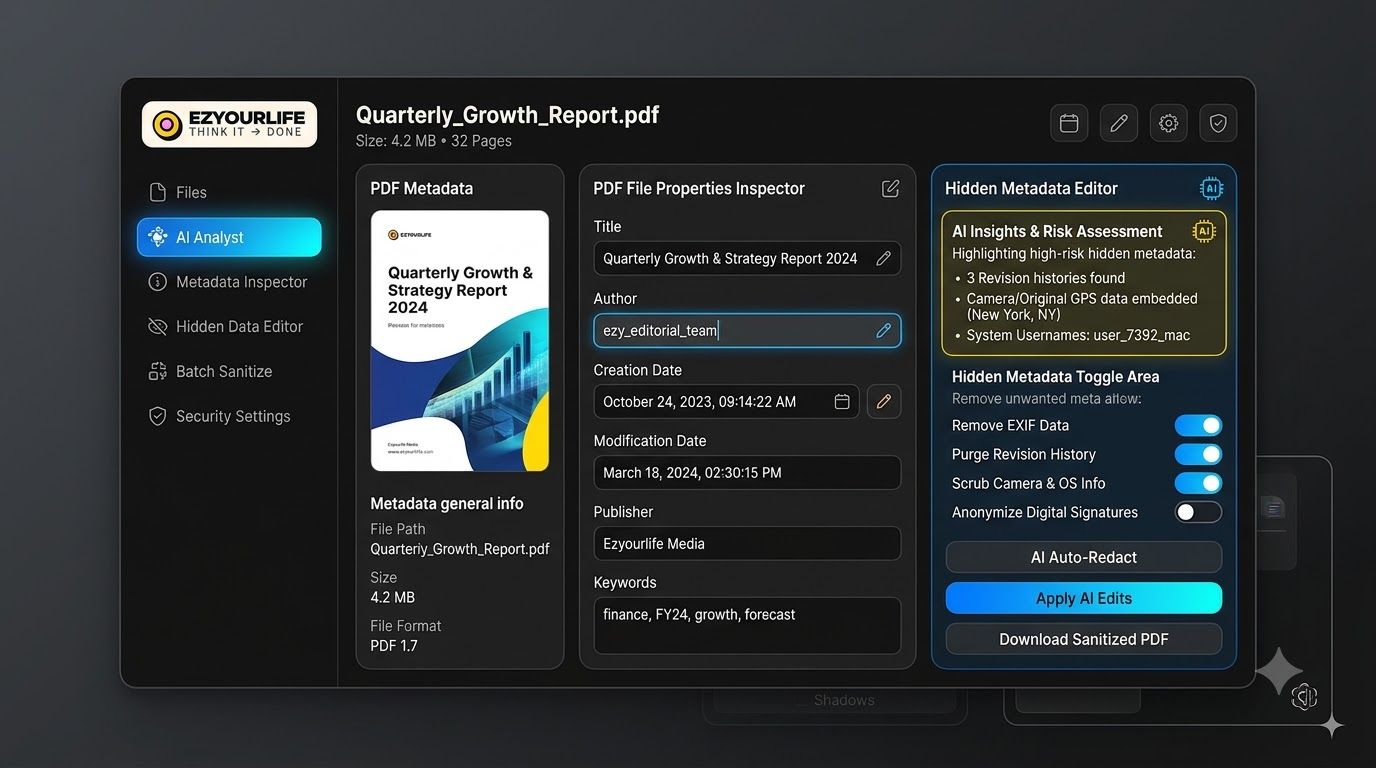 EZYOURLIFE
THINK IT → DONE
Files
AI Analyst
Metadata Inspector
Hidden Data Editor
Batch Sanitize
Security Settings
Quarterly_Growth_Report.pdf
Size: 4.2 MB • 32 Pages
PDF Metadata
EZYOURLIFE
Quarterly Growth &
Strategy Report
2024
Ezyourlife Media
Metadata general info
File Path
Quarteriy_Growth_Report.pdf
Size
4.2 MB
File Format
PDF 1.7
PDF File Properties Inspector
Title
Quarterly Growth & Strategy Report 2024
Author
ezy_editorial_team
Creation Date
October 24, 2023, 09:14:22 AM
Modification Date
March 18, 2024, 02:30:15 PM
Publisher
Ezyourlife Media
Keywords
finance, FY24, growth, forecast
Hidden Metadata Editor
AI
AI Insights & Risk Assessment
AI
Highlighting high-risk hidden metadata:
• 3 Revision histories found
• Camera/Original GPS data embedded
(New York, NY)
• System Usernames: user_7392_mac
Hidden Metadata Toggle Area
Remove unwanted meta allow:
Remove EXIF Data
Purge Revision History
Scrub Camera & OS Info
Anonymize Digital Signatures
AI Auto-Redact
Apply AI Edits
Download Sanitized PDF
Shadows